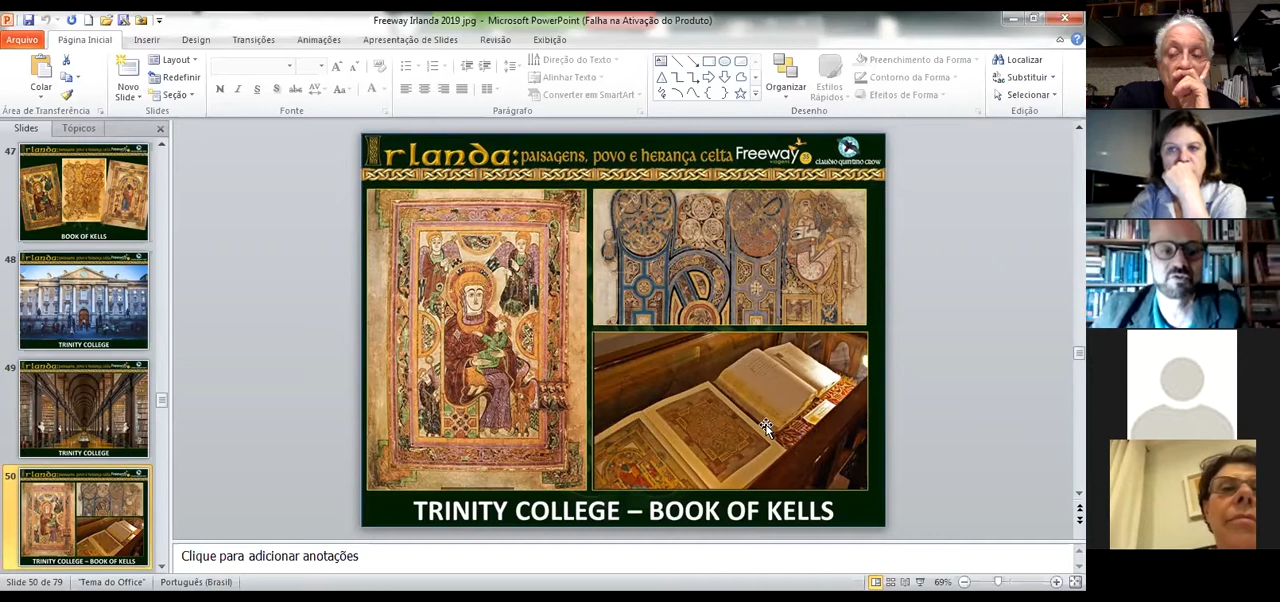 Freeway Irlanda 2019 jpg - Microsoft PowerPoint (Falha na Ativação do Produto)
Arquivo
Página Inicial
Inserir
Design
Transições
Animações
Apresentação de Slides
Revisão
Exibição
Colar
Área de Transferência
Novo
Slide
Layout
Redefinir
Seção
Slides
Fonte
Parágrafo
Direção do Texto
Alinhar Texto
Converter em SmartArt
Organizar
Estilos
Rápidos
Preenchimento da Forma
Contorno da Forma
Efeitos de Forma
Desenho
Localizar
Substituir
Selecionar
Edição
Slides
Tópicos
47
BOOK OF KELLS
48
TRINITY COLLEGE
49
TRINITY COLLEGE
50
TRINITY COLLEGE – BOOK OF KELLS
Irlanda: PAISAGENS, POVO E HERANÇA CELTA
Freeway
viagens
35
CLAUDIO QUINTINO CROW
TRINITY COLLEGE – BOOK OF KELLS
Clique para adicionar anotações
Slide 50 de 79
"Tema do Office"
Português (Brasil)
69%